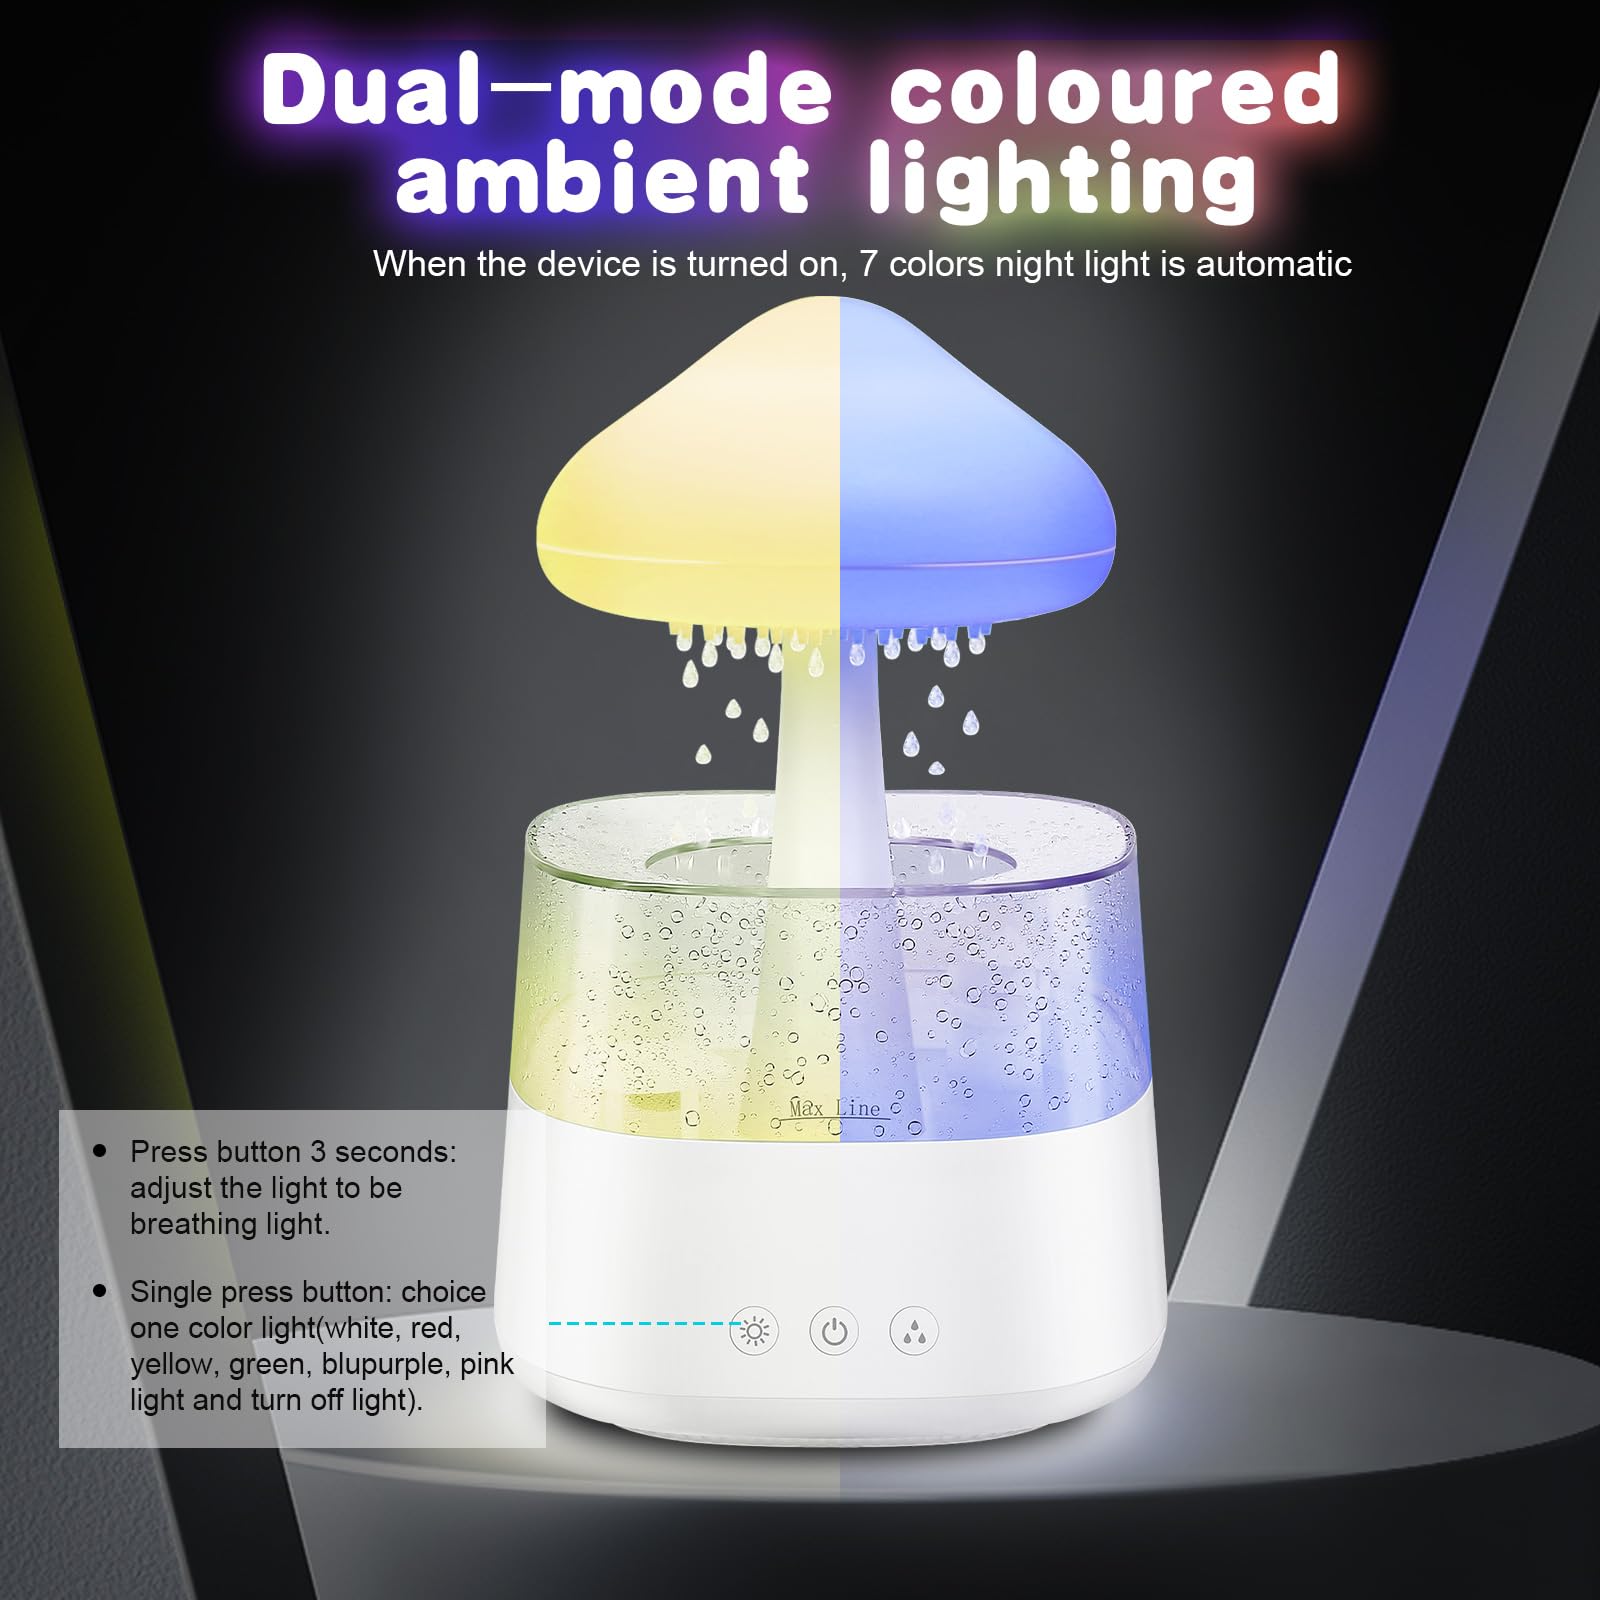 Dual-mode coloured
ambient lighting
When the device is turned on, 7 colors night light is automatic
Max Line
Press button 3 seconds:
adjust the light to be
breathing light.
Single press button: choice
one color light(white, red,
yellow, green, blupurple, pink
light and turn off light).